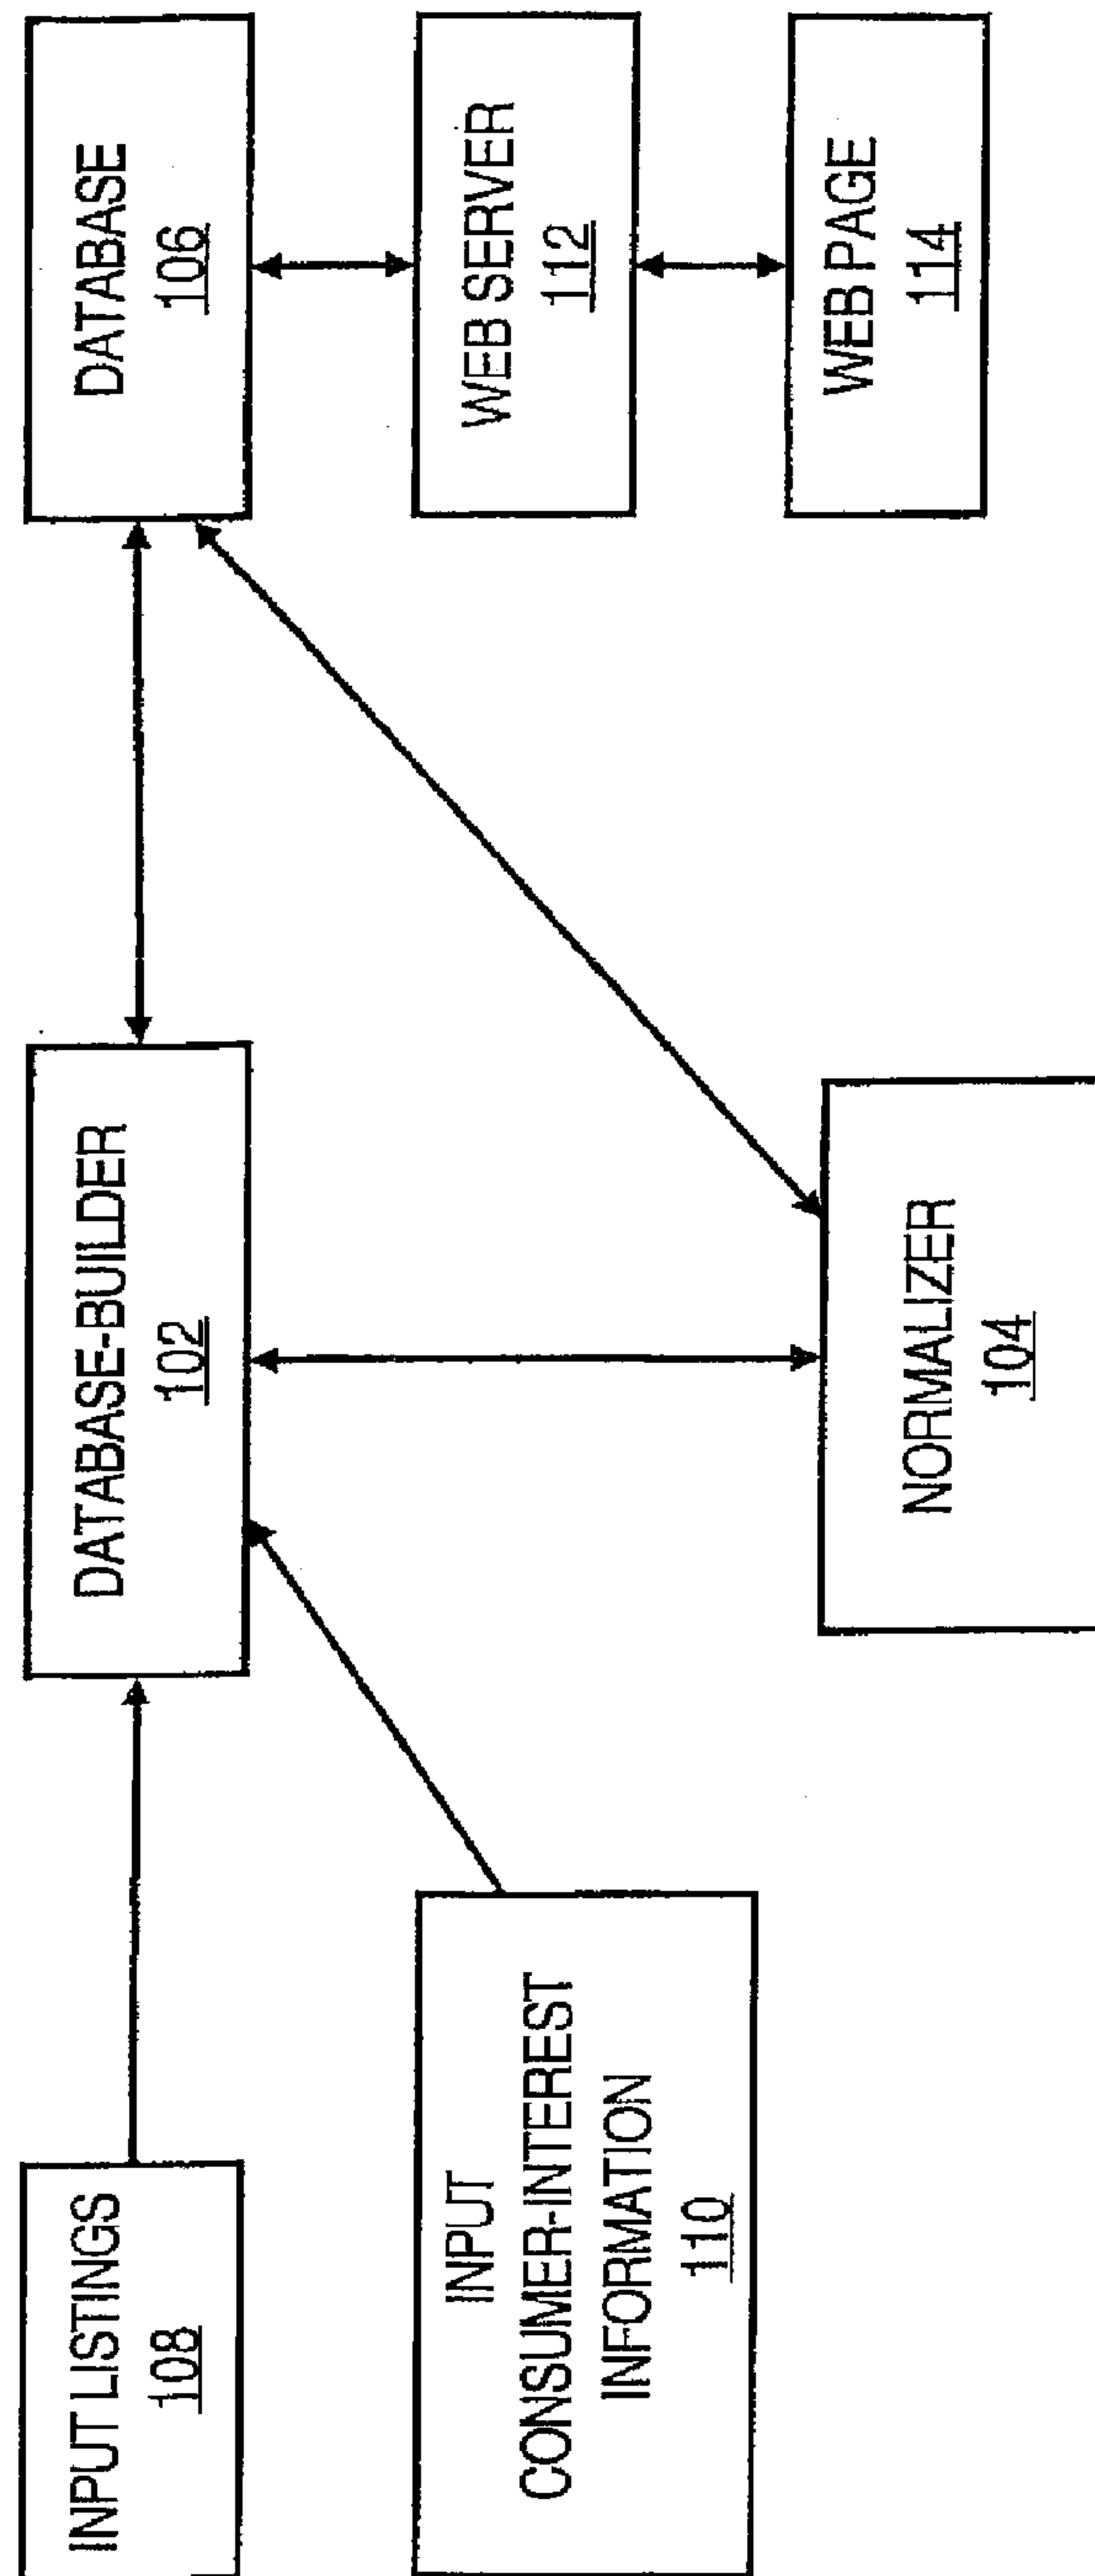 INPUT LISTINGS
108
DATABASE-BUILDER
102
DATABASE
106
INPUT
CONSUMER-INTEREST
INFORMATION
110
WEB SERVER
112
NORMALIZER
104
WEB PAGE
114